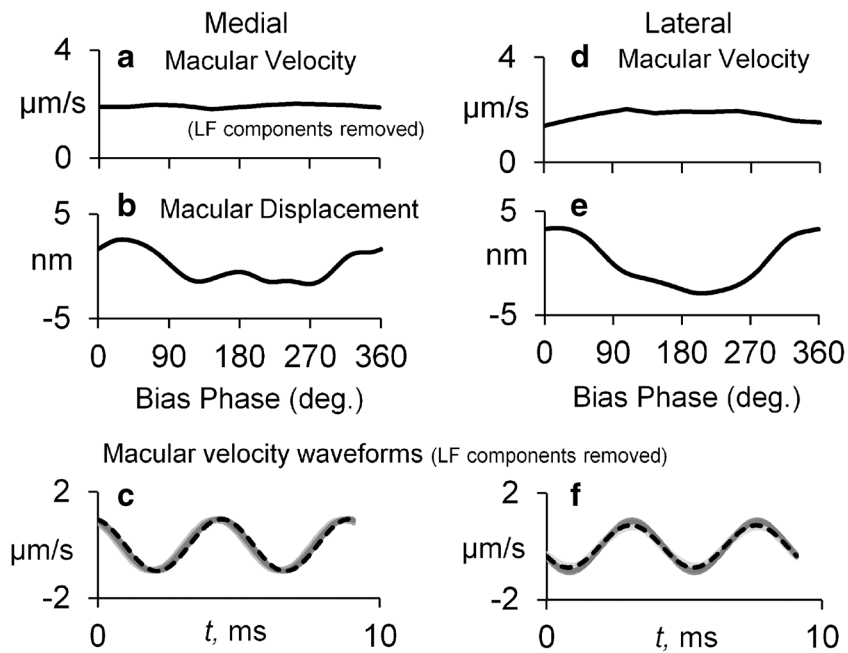 Medial
a Macular Velocity
4
μm/s
(LF components removed)
0
b Macular Displacement
5
nm
-5
0 90 180 270 360
Bias Phase (deg.)
Lateral
d Macular Velocity
4
μm/s
0
e
5
nm
-5
0 90 180 270 360
Bias Phase (deg.)
Macular velocity waveforms (LF components removed)
c
2
μm/s
-2
0 10
t, ms
f
2
μm/s
-2
0 10
t, ms